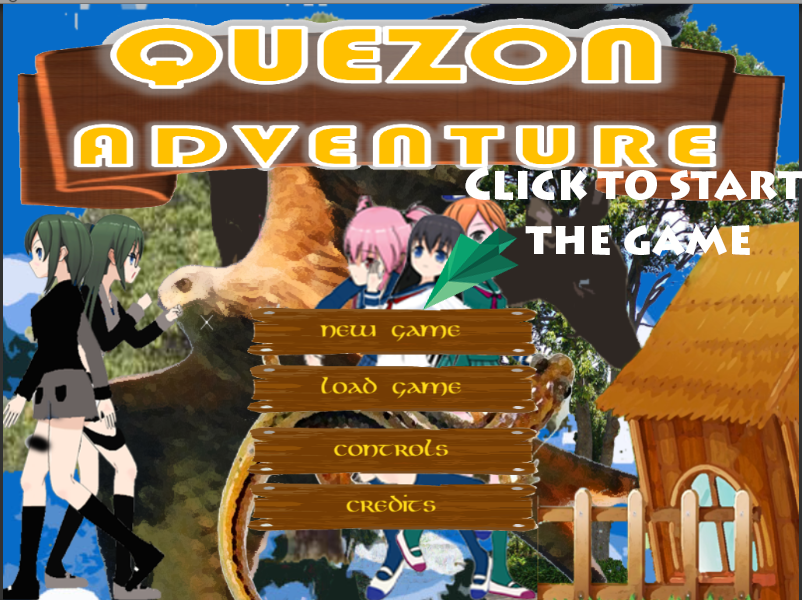 QUEZON
ADVENTURE
CLICK TO START
THE GAME
NEW GAME
LOAD GAME
CONTROLS
CREDITS